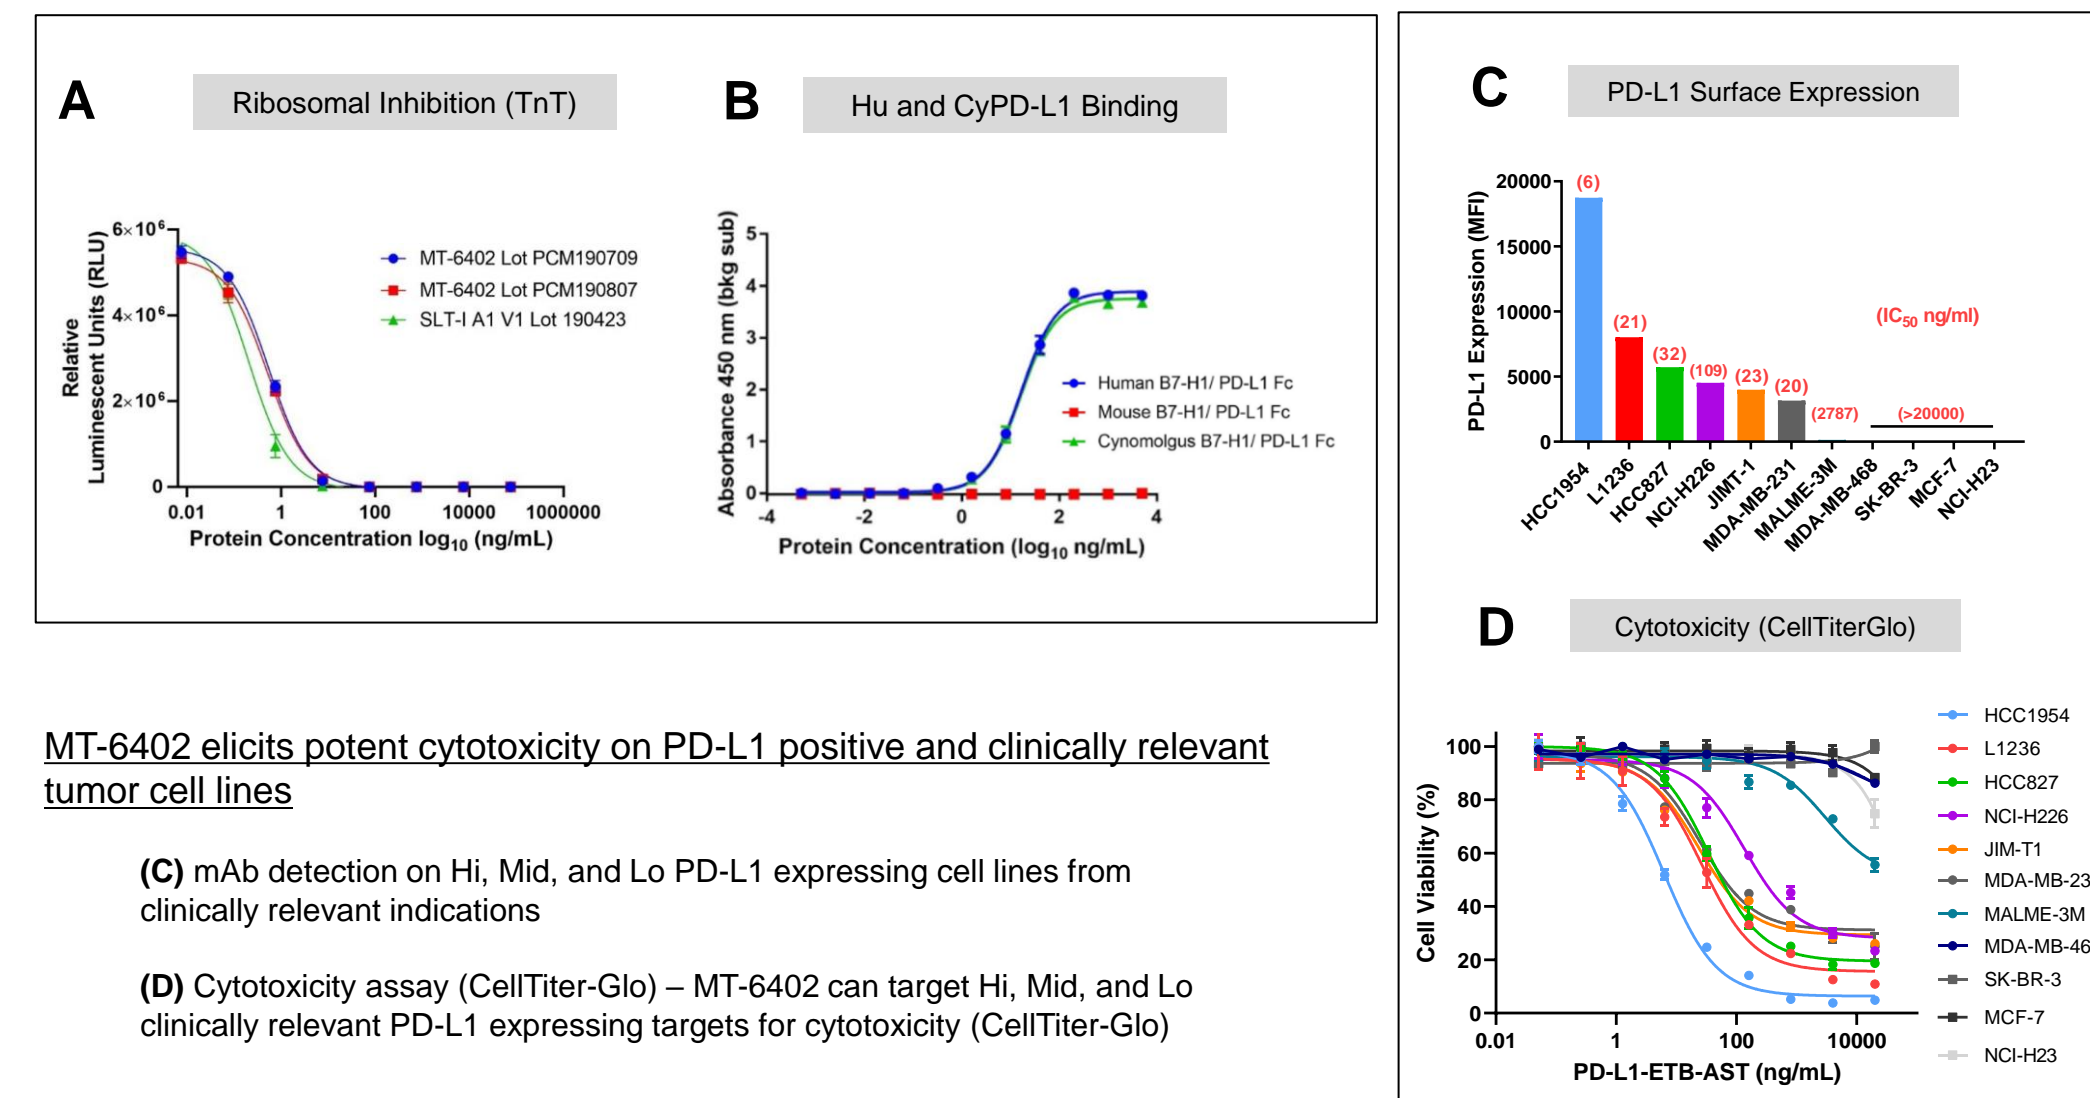 A
Ribosomal Inhibition (TnT)
Relative
Luminescent Units (RLU)
6×10⁶
4×10⁶
2×10⁶
0
0.01
1
100
10000
1000000
Protein Concentration log₁₀ (ng/mL)
MT-6402 Lot PCM190709
MT-6402 Lot PCM190807
SLT-I A1 V1 Lot 190423
B
Hu and CyPD-L1 Binding
Absorbance 450 nm (bkg sub)
5
4
3
2
1
0
-4
-2
0
2
4
Protein Concentration (log₁₀ ng/mL)
Human B7-H1/ PD-L1 Fc
Mouse B7-H1/ PD-L1 Fc
Cynomolgus B7-H1/ PD-L1 Fc
MT-6402 elicits potent cytotoxicity on PD-L1 positive and clinically relevant
tumor cell lines
(C) mAb detection on Hi, Mid, and Lo PD-L1 expressing cell lines from
clinically relevant indications
(D) Cytotoxicity assay (CellTiter-Glo) – MT-6402 can target Hi, Mid, and Lo
clinically relevant PD-L1 expressing targets for cytotoxicity (CellTiter-Glo)
C
PD-L1 Surface Expression
PD-L1 Expression (MFI)
20000
15000
10000
5000
0
(6)
(21)
(32)
(109)
(23)
(20)
(2787)
(>20000)
(IC₅₀ ng/ml)
HCC1954
L1236
HCC827
NCI-H226
JIMT-1
MDA-MB-231
MALME-3M
MDA-MB-468
SK-BR-3
MCF-7
NCI-H23
D
Cytotoxicity (CellTiterGlo)
Cell Viability (%)
100
80
60
40
20
0
0.01
1
100
10000
PD-L1-ETB-AST (ng/mL)
HCC1954
L1236
HCC827
NCI-H226
JIM-T1
MDA-MB-23
MALME-3M
MDA-MB-46
SK-BR-3
MCF-7
NCI-H23